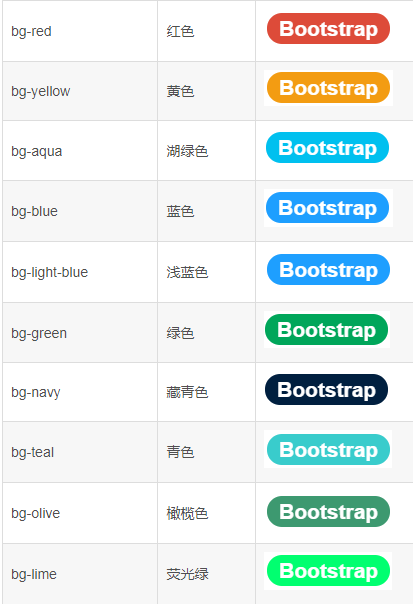 bg-red 红色 Bootstrap
bg-yellow 黄色 Bootstrap
bg-aqua 湖绿色 Bootstrap
bg-blue 蓝色 Bootstrap
bg-light-blue 浅蓝色 Bootstrap
bg-green 绿色 Bootstrap
bg-navy 藏青色 Bootstrap
bg-teal 青色 Bootstrap
bg-olive 橄榄色 Bootstrap
bg-lime 荧光绿 Bootstrap